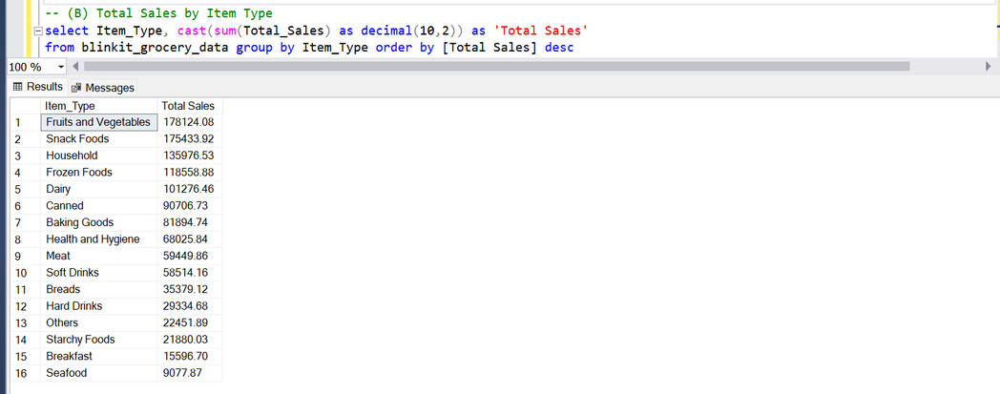 -- (B) Total Sales by Item Type
select Item_Type, cast(sum(Total_Sales) as decimal(10,2)) as 'Total Sales'
from blinkit_grocery_data group by Item_Type order by [Total Sales] desc
100 %
Results Messages
Item_Type Total Sales
1 Fruits and Vegetables 178124.08
2 Snack Foods 175433.92
3 Household 135976.53
4 Frozen Foods 118558.88
5 Dairy 101276.46
6 Canned 90706.73
7 Baking Goods 81894.74
8 Health and Hygiene 68025.84
9 Meat 59449.86
10 Soft Drinks 58514.16
11 Breads 35379.12
12 Hard Drinks 29334.68
13 Others 22451.89
14 Starchy Foods 21880.03
15 Breakfast 15596.70
16 Seafood 9077.87